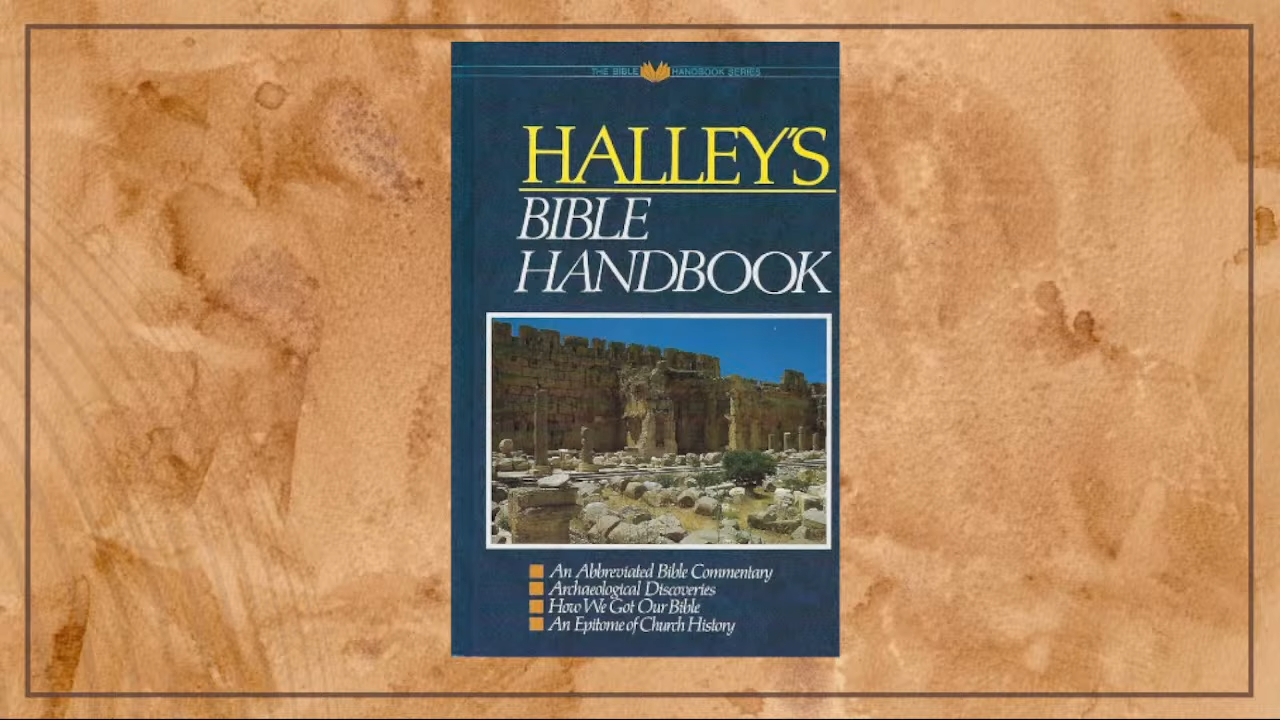 THE BIBLE HANDBOOK SERIES
HALLEY'S
BIBLE
HANDBOOK
An Abbreviated Bible Commentary
Archaeological Discoveries
How We Got Our Bible
An Epitome of Church History